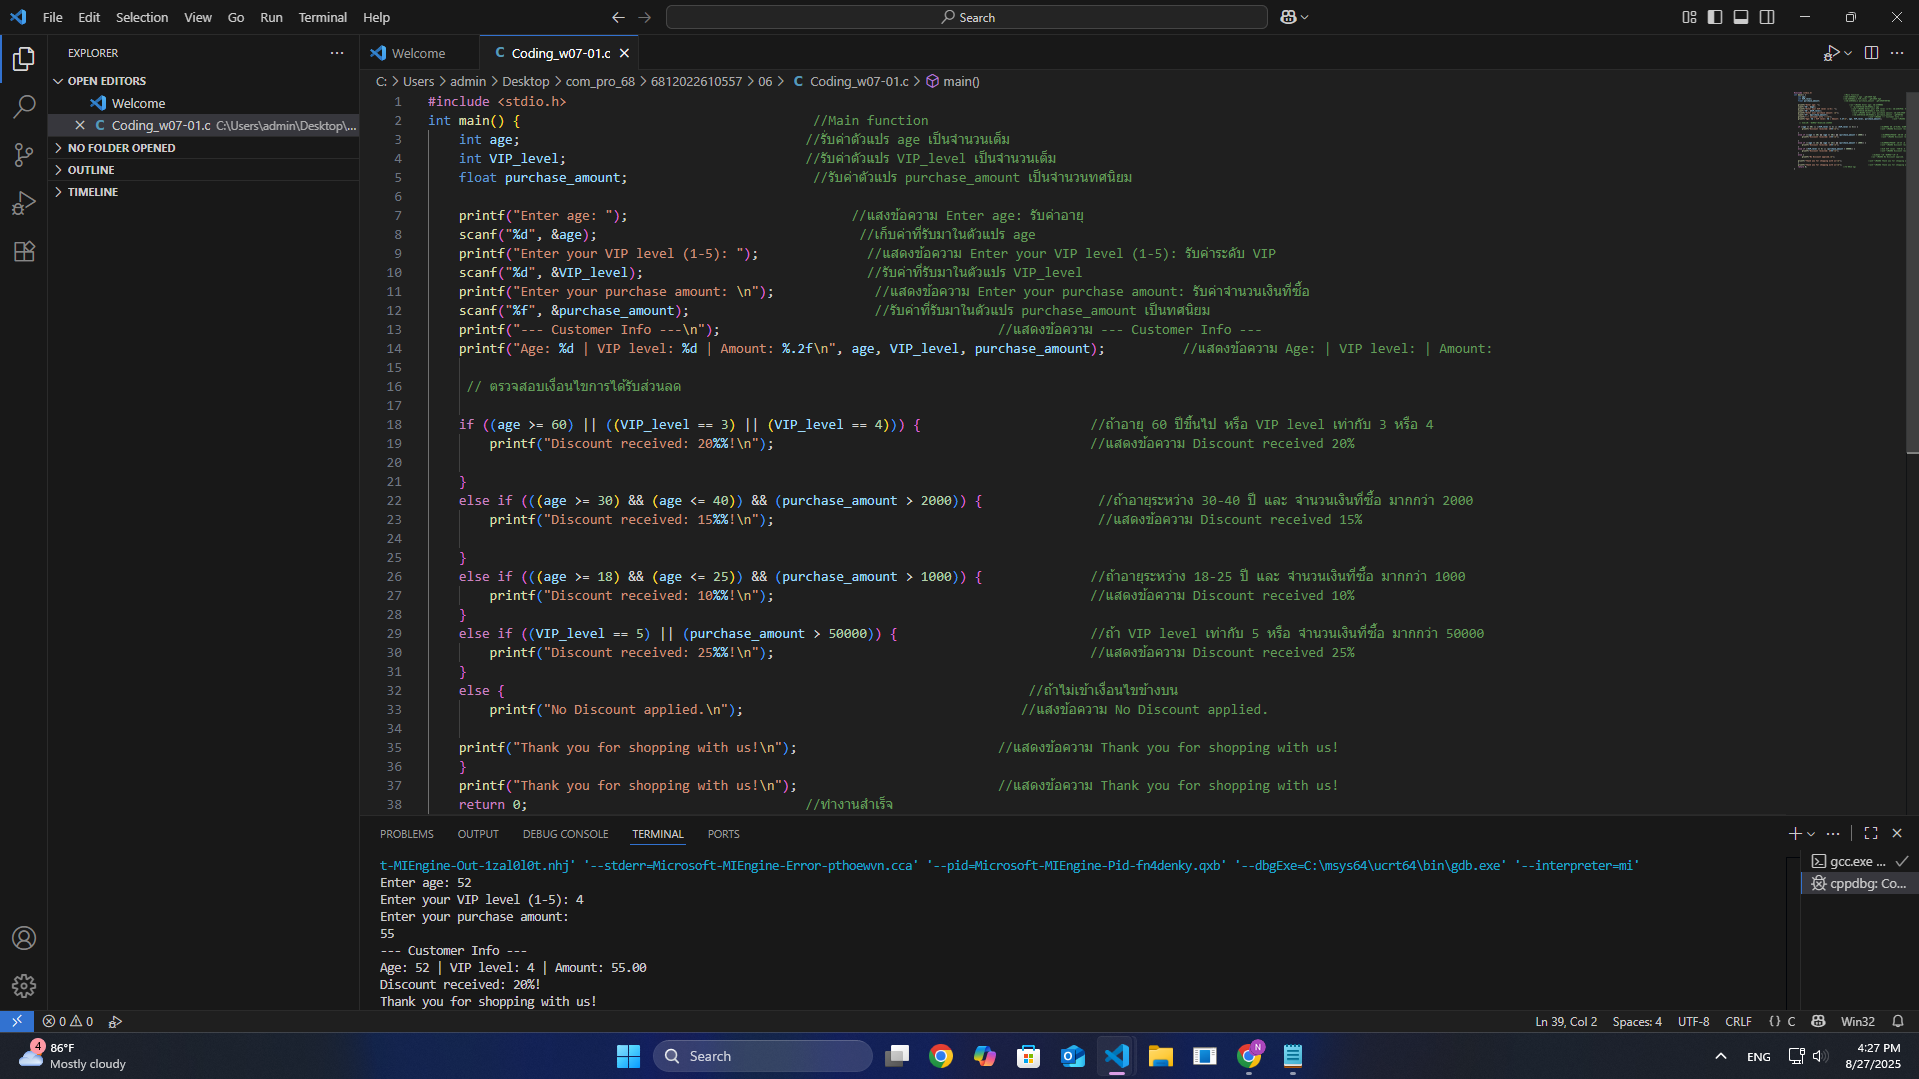 File Edit Selection View Go Run Terminal Help
Search
EXPLORER
OPEN EDITORS
Welcome
Coding_w07-01.c C:\Users\admin\Desktop\...
NO FOLDER OPENED
OUTLINE
TIMELINE
Welcome
C Coding_w07-01.c
C: > Users > admin > Desktop > com_pro_68 > 6812022610557 > 06 > C Coding_w07-01.c > main()
1 #include <stdio.h>
2 int main() { //Main function
3 int age; //รับค่าตัวแปร age เป็นจำนวนเต็ม
4 int VIP_level; //รับค่าตัวแปร VIP_level เป็นจำนวนเต็ม
5 float purchase_amount; //รับค่าตัวแปร purchase_amount เป็นจำนวนทศนิยม
6
7 printf("Enter age: "); //แสงข้อความ Enter age: รับค่าอายุ
8 scanf("%d", &age); //เก็บค่าที่รับมาในตัวแปร age
9 printf("Enter your VIP level (1-5): "); //แสดงข้อความ Enter your VIP level (1-5): รับค่าระดับ VIP
10 scanf("%d", &VIP_level); //รับค่าที่รับมาในตัวแปร VIP_level
11 printf("Enter your purchase amount: \n"); //แสดงข้อความ Enter your purchase amount: รับค่าจำนวนเงินที่ซื้อ
12 scanf("%f", &purchase_amount); //รับค่าที่รับมาในตัวแปร purchase_amount เป็นทศนิยม
13 printf("--- Customer Info ---\n"); //แสดงข้อความ --- Customer Info ---
14 printf("Age: %d | VIP level: %d | Amount: %.2f\n", age, VIP_level, purchase_amount); //แสดงข้อความ Age: | VIP level: | Amount:
15
16 // ตรวจสอบเงื่อนไขการได้รับส่วนลด
17
18 if ((age >= 60) || ((VIP_level == 3) || (VIP_level == 4))) { //ถ้าอายุ 60 ปีขึ้นไป หรือ VIP level เท่ากับ 3 หรือ 4
19 printf("Discount received: 20%%!\n"); //แสดงข้อความ Discount received 20%
20
21 }
22 else if (((age >= 30) && (age <= 40)) && (purchase_amount > 2000)) { //ถ้าอายุระหว่าง 30-40 ปี และ จำนวนเงินที่ซื้อ มากกว่า 2000
23 printf("Discount received: 15%%!\n"); //แสดงข้อความ Discount received 15%
24
25 }
26 else if (((age >= 18) && (age <= 25)) && (purchase_amount > 1000)) { //ถ้าอายุระหว่าง 18-25 ปี และ จำนวนเงินที่ซื้อ มากกว่า 1000
27 printf("Discount received: 10%%!\n"); //แสดงข้อความ Discount received 10%
28 }
29 else if ((VIP_level == 5) || (purchase_amount > 50000)) { //ถ้า VIP level เท่ากับ 5 หรือ จำนวนเงินที่ซื้อ มากกว่า 50000
30 printf("Discount received: 25%%!\n"); //แสดงข้อความ Discount received 25%
31 }
32 else { //ถ้าไม่เข้าเงื่อนไขข้างบน
33 printf("No Discount applied.\n"); //แสงข้อความ No Discount applied.
34
35 printf("Thank you for shopping with us!\n"); //แสดงข้อความ Thank you for shopping with us!
36 }
37 printf("Thank you for shopping with us!\n"); //แสดงข้อความ Thank you for shopping with us!
38 return 0; //ทำงานสำเร็จ
PROBLEMS OUTPUT DEBUG CONSOLE TERMINAL PORTS
t-MIEngine-Out-1zal0l0t.nhj' '--stderr=Microsoft-MIEngine-Error-pthoewvn.cca' '--pid=Microsoft-MIEngine-Pid-fn4denky.qxb' '--dbgExe=C:\msys64\ucrt64\bin\gdb.exe' '--interpreter=mi'
Enter age: 52
Enter your VIP level (1-5): 4
Enter your purchase amount:
55
--- Customer Info ---
Age: 52 | VIP level: 4 | Amount: 55.00
Discount received: 20%!
Thank you for shopping with us!
gcc.exe ...
cppdbg: Co...
0 0
Ln 39, Col 2 Spaces: 4 UTF-8 CRLF {} C Win32
4 86°F
Mostly cloudy
Search
N
ENG
4:27 PM
8/27/2025